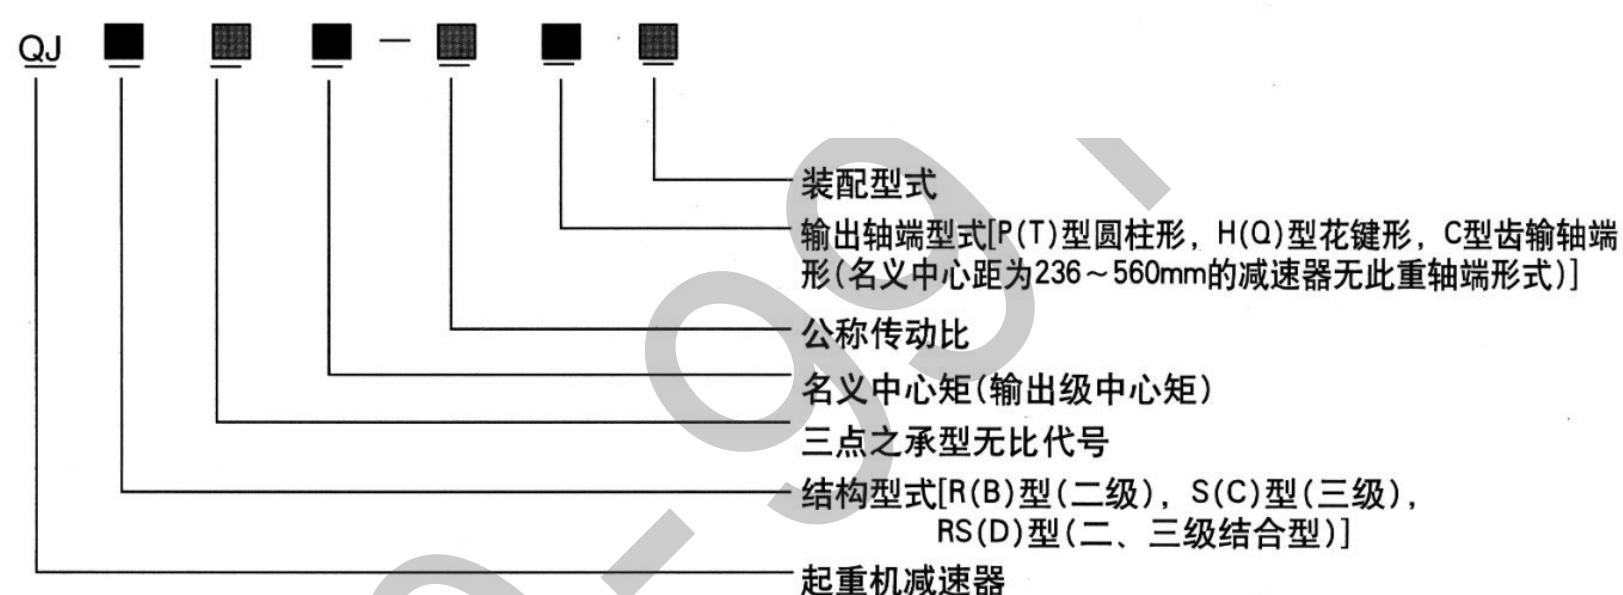 QJ
装配型式
输出轴端型式[P(T)型圆柱形，H(Q)型花键形，C型齿输轴端
形(名义中心距为236～560mm的减速器无此重轴端形式)]
公称传动比
名义中心矩(输出级中心矩)
三点之承型无比代号
结构型式[R(B)型(二级)，S(C)型(三级)，
RS(D)型(二、三级结合型)]
起重机减速器